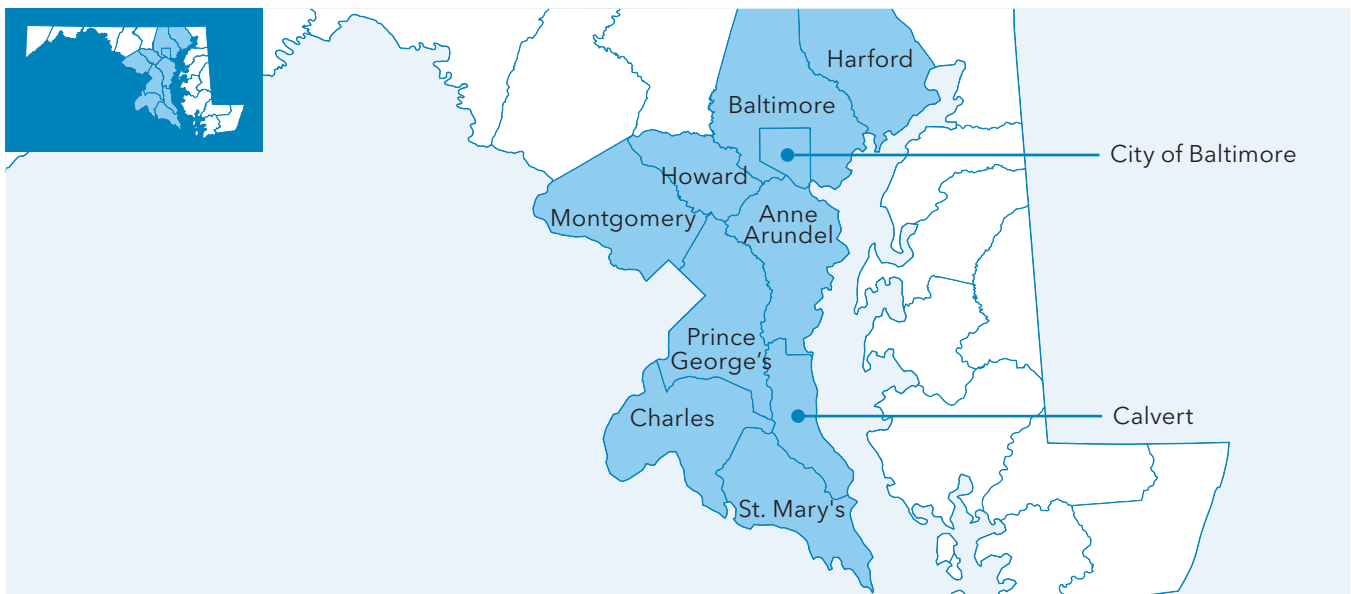 Harford
Baltimore
City of Baltimore
Howard
Montgomery
Anne
Arundel
Prince
George's
Charles
Calvert
St. Mary's